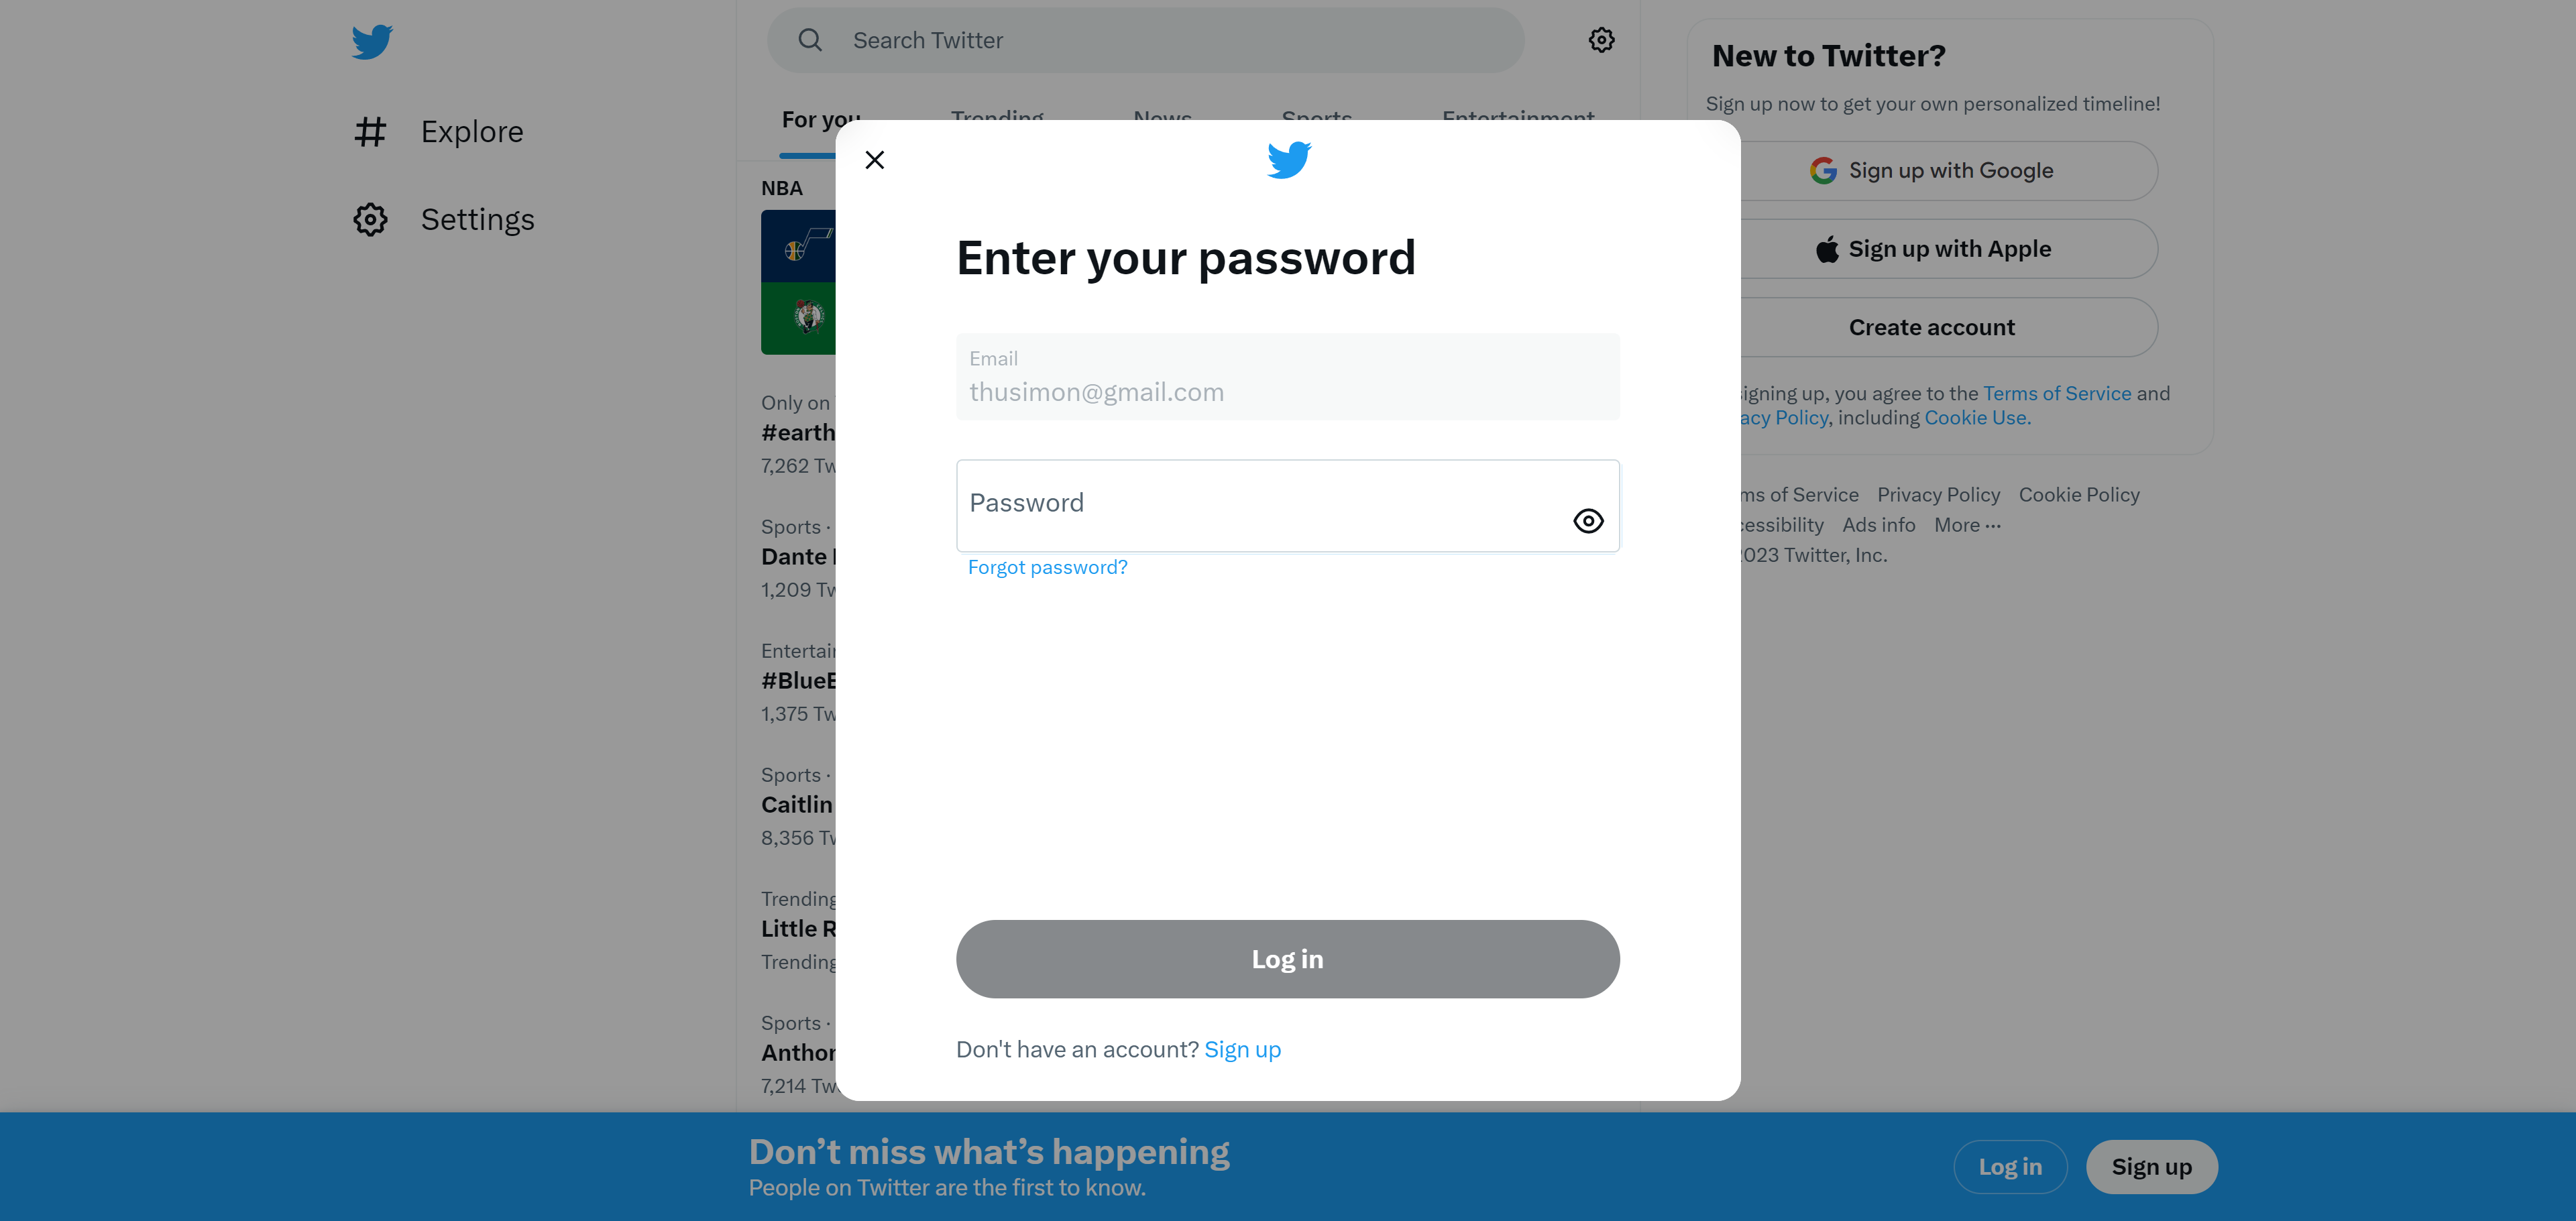 Explore
Settings
Search Twitter
For you
Trending
News
Sports
Entertainment
NBA
Only on
#earth
7,262 Tw
Sports ·
Dante
1,209 Tw
Entertai
#Blue
1,375 Tw
Sports ·
Caitlin
8,356 Tw
Trending
Little R
Trending
Sports ·
Antho
7,214 Tw
Enter your password
Email
thusimon@gmail.com
Password
Forgot password?
Log in
Don't have an account? Sign up
New to Twitter?
Sign up now to get your own personalized timeline!
Sign up with Google
Sign up with Apple
Create account
signing up, you agree to the Terms of Service and
acy Policy, including Cookie Use.
ms of Service Privacy Policy Cookie Policy
cessibility Ads info More ···
2023 Twitter, Inc.
Don’t miss what’s happening
People on Twitter are the first to know.
Log in
Sign up